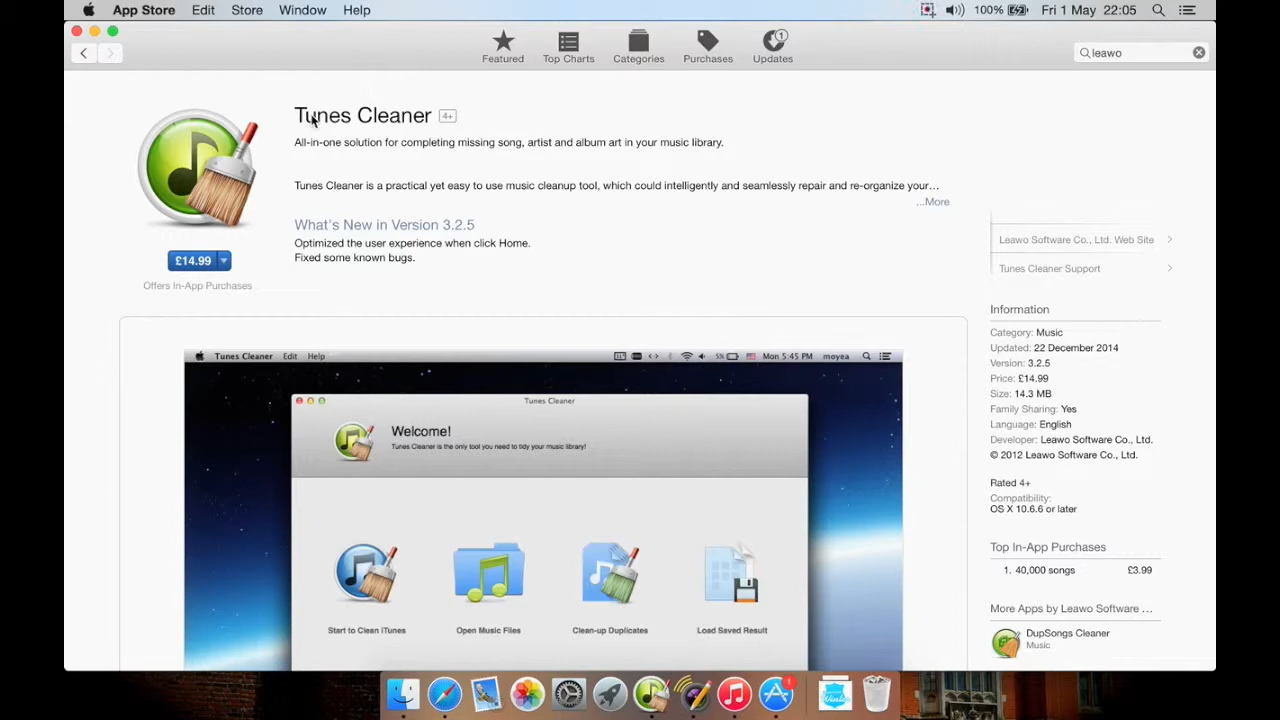 App Store Edit Store Window Help 100% Fri 1 May 22:05
Featured Top Charts Categories Purchases Updates 1
leawo
Tunes Cleaner 4+
All-in-one solution for completing missing song, artist and album art in your music library.
Tunes Cleaner is a practical yet easy to use music cleanup tool, which could intelligently and seamlessly repair and re-organize your…
...More
What's New in Version 3.2.5
Optimized the user experience when click Home.
Fixed some known bugs.
£14.99
Offers In-App Purchases
Leawo Software Co., Ltd. Web Site
Tunes Cleaner Support
Information
Category: Music
Updated: 22 December 2014
Version: 3.2.5
Price: £14.99
Size: 14.3 MB
Family Sharing: Yes
Language: English
Developer: Leawo Software Co., Ltd.
© 2012 Leawo Software Co., Ltd.
Rated 4+
Compatibility:
OS X 10.6.6 or later
Top In-App Purchases
1. 40,000 songs £3.99
More Apps by Leawo Software …
DupSongs Cleaner
Music
Tunes Cleaner Edit Help 5% Mon 5:45 PM moyea
Tunes Cleaner
Welcome!
Tunes Cleaner is the only tool you need to tidy your music library!
Start to Clean iTunes Open Music Files Clean-up Duplicates Load Saved Result
1